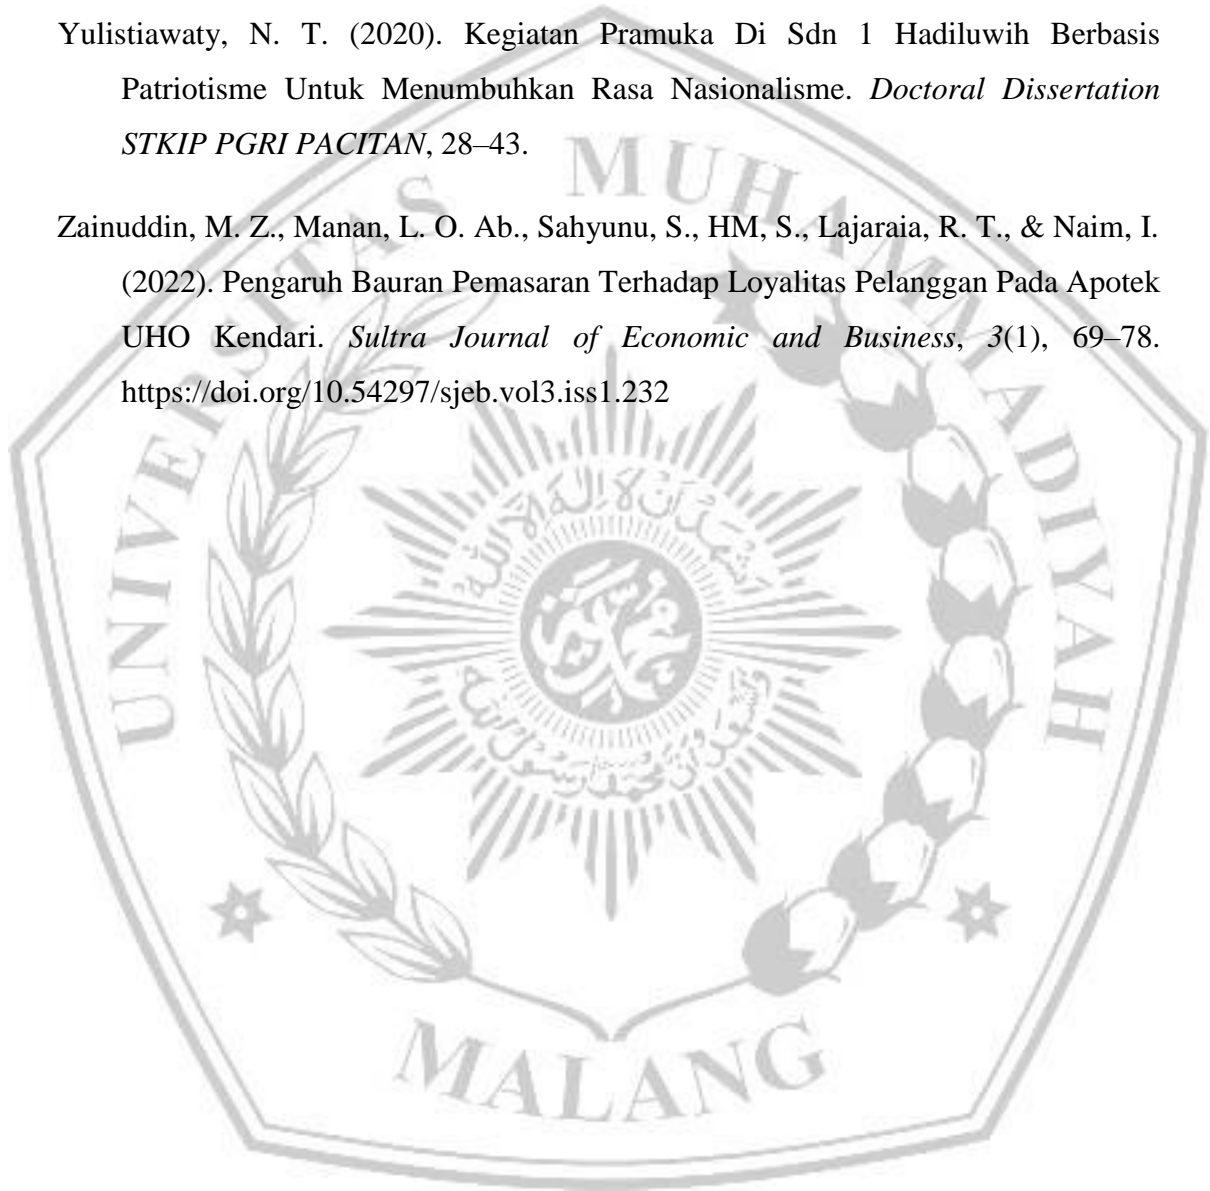 Yulistiawaty, N. T. (2020). Kegiatan Pramuka Di Sdn 1 Hadiluwih Berbasis
Patriotisme Untuk Menumbuhkan Rasa Nasionalisme. Doctoral Dissertation
STKIP PGRI PACITAN, 28–43.
Zainuddin, M. Z., Manan, L. O. Ab., Sahyunu, S., HM, S., Lajaraia, R. T., & Naim, I.
(2022). Pengaruh Bauran Pemasaran Terhadap Loyalitas Pelanggan Pada Apotek
UHO Kendari. Sultra Journal of Economic and Business, 3(1), 69–78.
https://doi.org/10.54297/sjeb.vol3.iss1.232
UNIVERSITAS MUHAMMADIYAH
MALANG